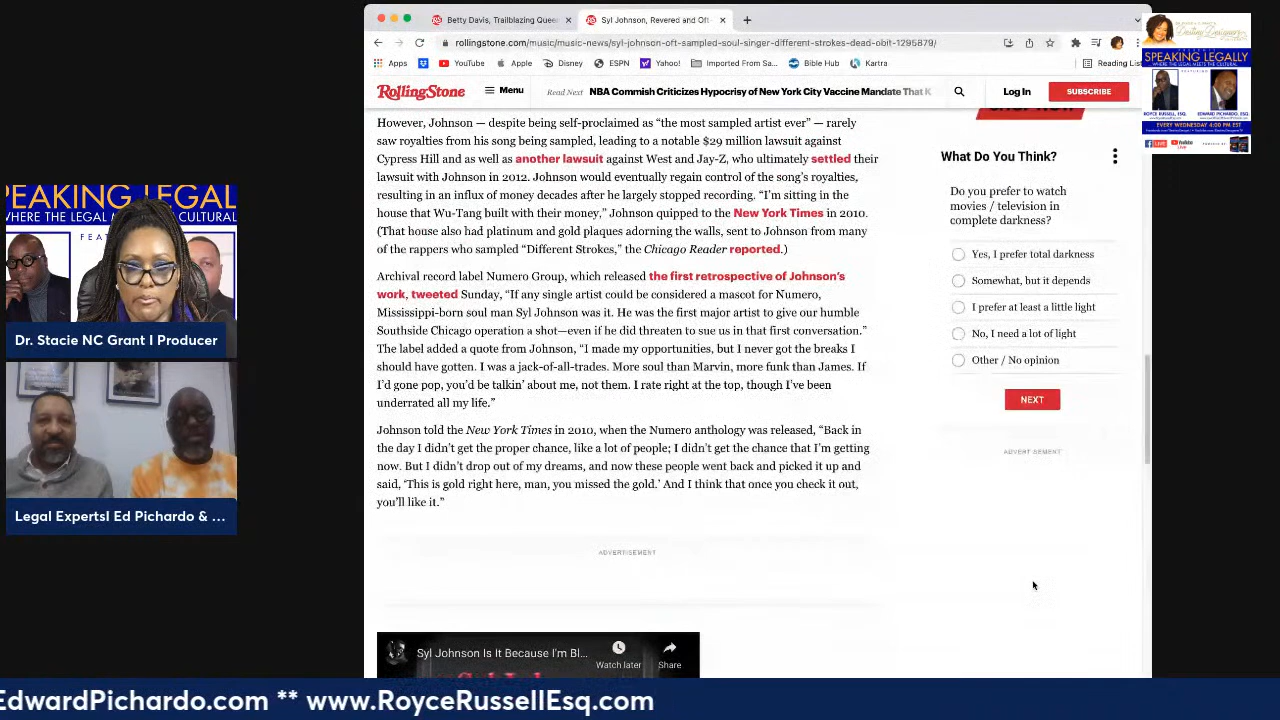 Betty Davis, Trailblazing Quee
Syl Johnson, Revered and Oft-
rollingstone.com/music/music-news/syl-johnson-oft-sampled-soul-singer-different-strokes-dead-obit-1295879/
Apps
YouTube
Apple
Disney
ESPN
Yahoo!
Imported From Sa...
Bible Hub
Kartra
Reading List
RollingStone
Menu
Read Next NBA Commish Criticizes Hypocrisy of New York City Vaccine Mandate That K
Log In
SUBSCRIBE
However, Johnson — self-proclaimed as “the most sampled artist ever” — rarely
saw royalties from the song being sampled, leading to a notable $29 million lawsuit against
Cypress Hill and as well as another lawsuit against West and Jay-Z, who ultimately settled their
lawsuit with Johnson in 2012. Johnson would eventually regain control of the song’s royalties,
resulting in an influx of money decades after he largely stopped recording. “I’m sitting in the
house that Wu-Tang built with their money,” Johnson quipped to the New York Times in 2010.
(That house also had platinum and gold plaques adorning the walls, sent to Johnson from many
of the rappers who sampled “Different Strokes,” the Chicago Reader reported.)
Archival record label Numero Group, which released the first retrospective of Johnson’s
work, tweeted Sunday, “If any single artist could be considered a mascot for Numero,
Mississippi-born soul man Syl Johnson was it. He was the first major artist to give our humble
Southside Chicago operation a shot—even if he did threaten to sue us in that first conversation.”
The label added a quote from Johnson, “I made my opportunities, but I never got the breaks I
should have gotten. I was a jack-of-all-trades. More soul than Marvin, more funk than James. If
I’d gone pop, you’d be talkin’ about me, not them. I rate right at the top, though I’ve been
underrated all my life.”
Johnson told the New York Times in 2010, when the Numero anthology was released, “Back in
the day I didn’t get the proper chance, like a lot of people; I didn’t get the chance that I’m getting
now. But I didn’t drop out of my dreams, and now these people went back and picked it up and
said, ‘This is gold right here, man, you missed the gold.’ And I think that once you check it out,
you’ll like it.”
ADVERTISEMENT
Syl Johnson Is It Because I'm Bl...
Watch later
Share
What Do You Think?
Do you prefer to watch
movies / television in
complete darkness?
Yes, I prefer total darkness
Somewhat, but it depends
I prefer at least a little light
No, I need a lot of light
Other / No opinion
NEXT
ADVERTISEMENT
Destiny Designers
SPEAKING LEGALLY
WHERE THE LEGAL MEETS THE CULTURAL
FEATURING
ROYCE RUSSELL, ESQ.
EDWARD PICHARDO, ESQ.
EVERY WEDNESDAY 4:00 PM EST
LIVE
YouTube LIVE
PEAKING LEGAL
HERE THE LEGAL
CULTURAL
FEAT
Dr. Stacie NC Grant I Producer
Legal ExpertsI Ed Pichardo & ...
EdwardPichardo.com ** www.RoyceRussellEsq.com